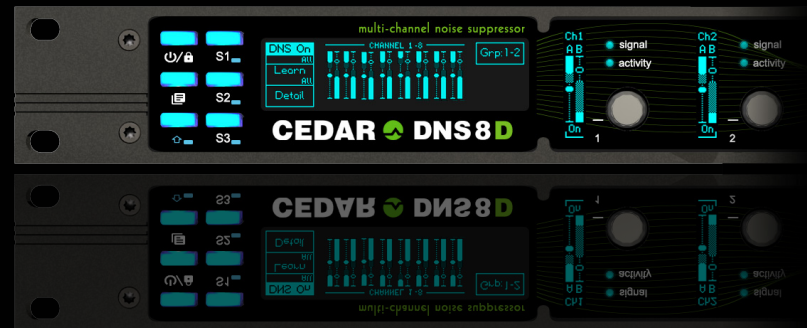 multi-channel noise suppressor
DNS On
All
Learn
All
Detail
CHANNEL 1-8
Grp:1-2
S1
S2
S3
CEDAR DNS8D
Ch1
A B
signal
activity
On
1
Ch2
A B
signal
activity
On
2